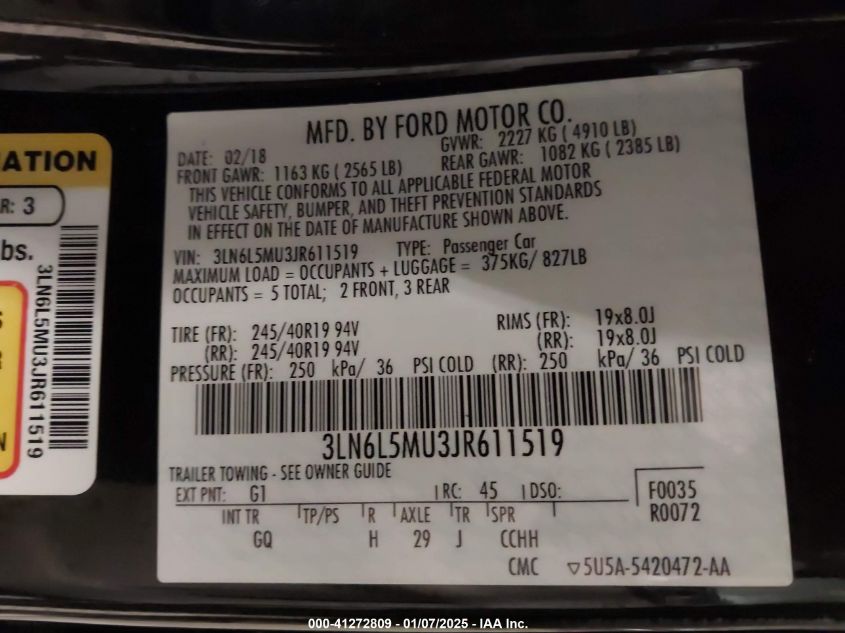 MFD. BY FORD MOTOR CO.
DATE: 02/18
GVWR: 2227 KG ( 4910 LB)
FRONT GAWR: 1163 KG ( 2565 LB)
REAR GAWR: 1082 KG ( 2385 LB)
THIS VEHICLE CONFORMS TO ALL APPLICABLE FEDERAL MOTOR
VEHICLE SAFETY, BUMPER, AND THEFT PREVENTION STANDARDS
IN EFFECT ON THE DATE OF MANUFACTURE SHOWN ABOVE.
VIN: 3LN6L5MU3JR611519 TYPE: Passenger Car
MAXIMUM LOAD = OCCUPANTS + LUGGAGE = 375KG/ 827LB
OCCUPANTS = 5 TOTAL; 2 FRONT, 3 REAR
TIRE (FR): 245/40R19 94V RIMS (FR): 19x8.0J
(RR): 245/40R19 94V (RR): 19x8.0J
PRESSURE (FR): 250 kPa/ 36 PSI COLD (RR): 250 kPa/ 36 PSI COLD
3LN6L5MU3JR611519
TRAILER TOWING - SEE OWNER GUIDE
EXT PNT: G1 RC: 45 DSO: F0035
R0072
INT TR TP/PS R AXLE TR SPR
GQ H 29 J CCHH
CMC ▽5U5A-5420472-AA
ATION
R: 3
bs.
3LN6L5MU3JR611519
S
N
000-41272809 - 01/07/2025 - IAA Inc.